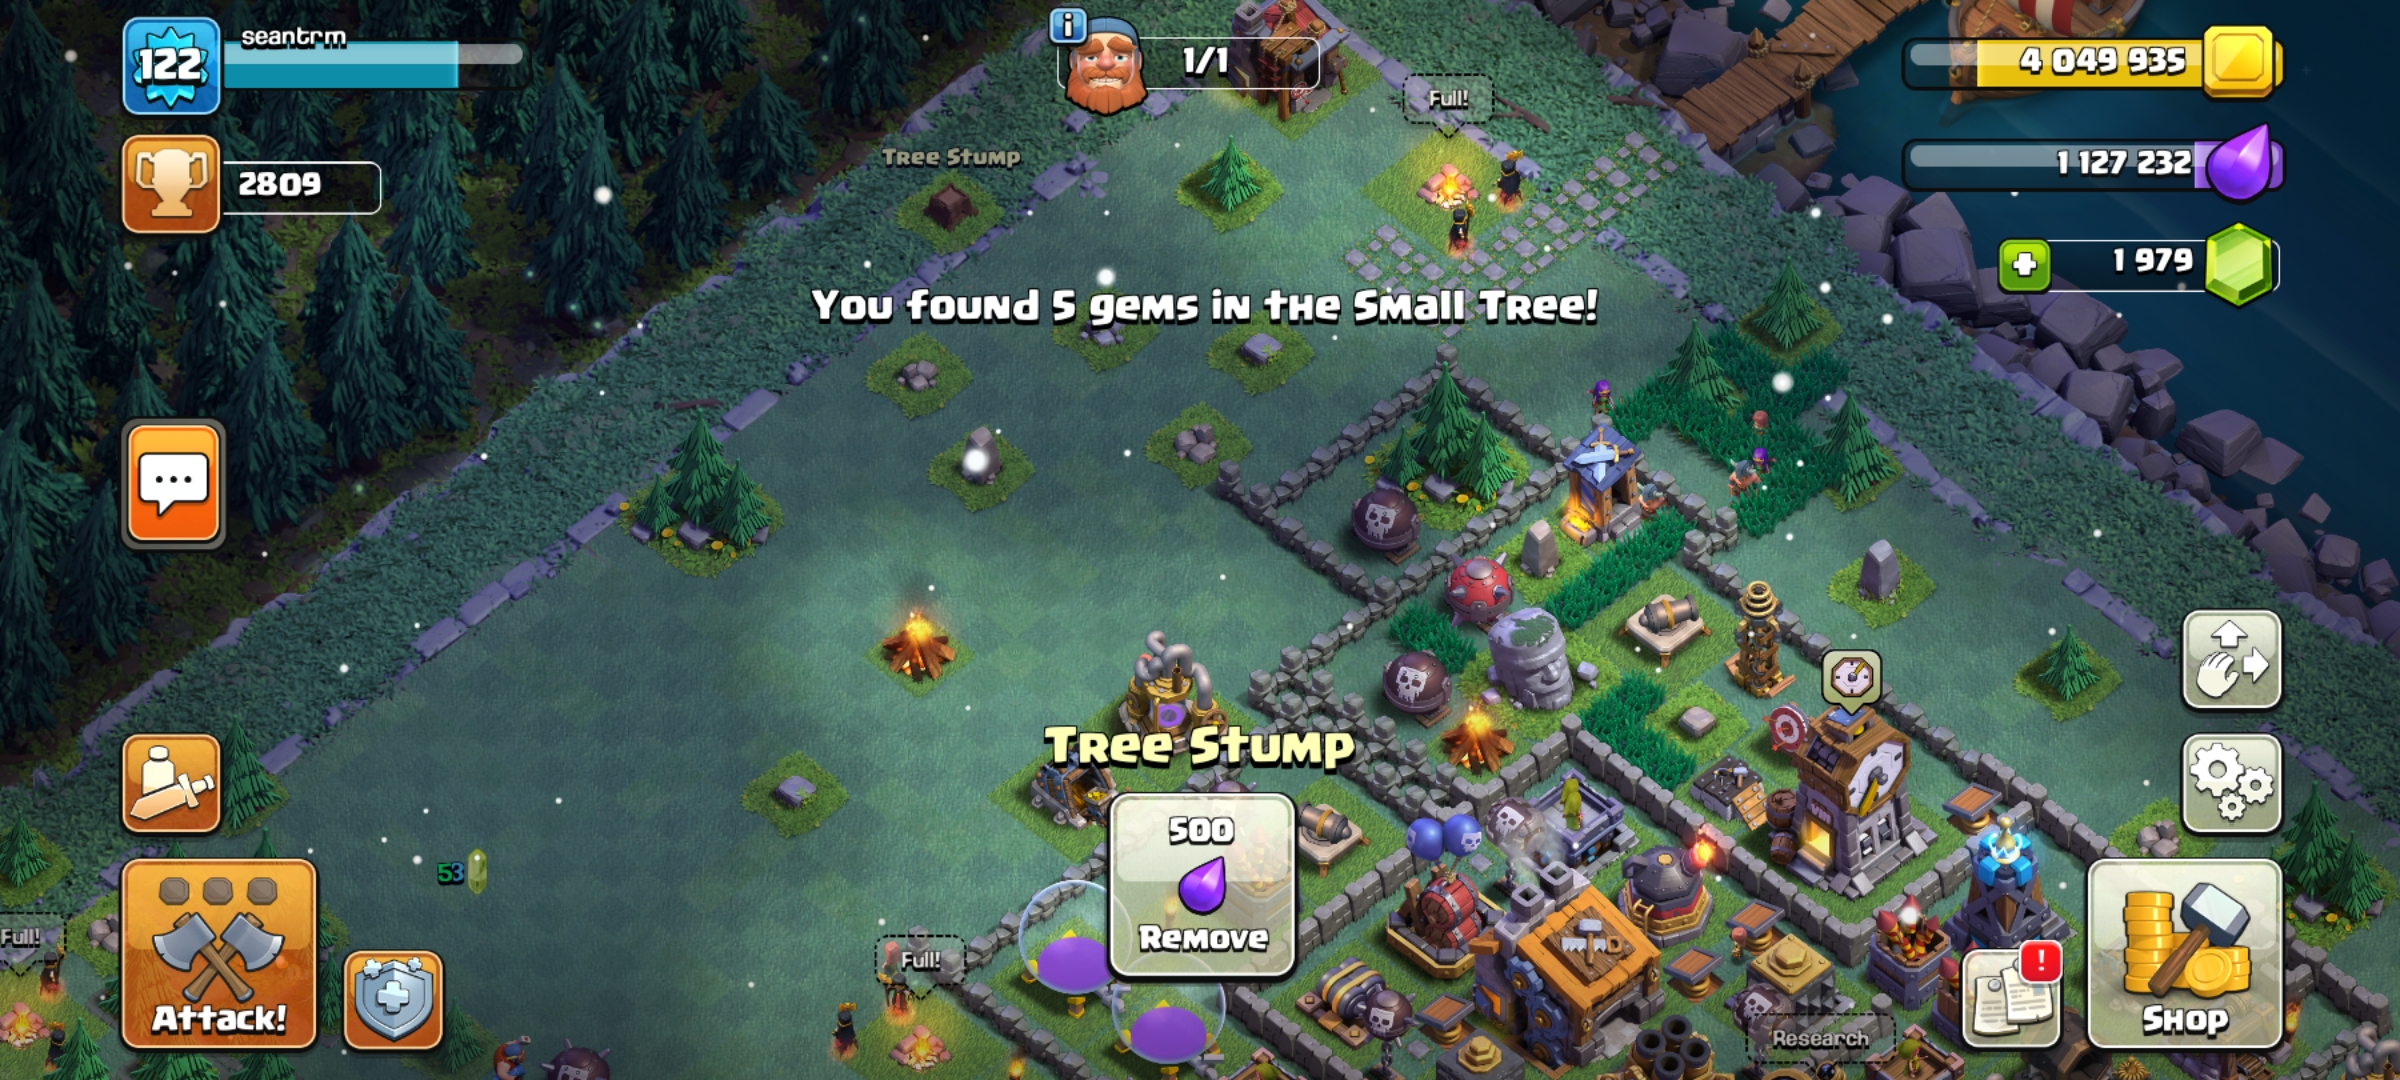 122
seantrm
1/1
4 049 935
Full!
Tree Stump
2809
1 127 232
1 979
You found 5 gems in the Small Tree!
Tree Stump
500
Remove
53
Full!
Full!
Attack!
!
Shop
Research